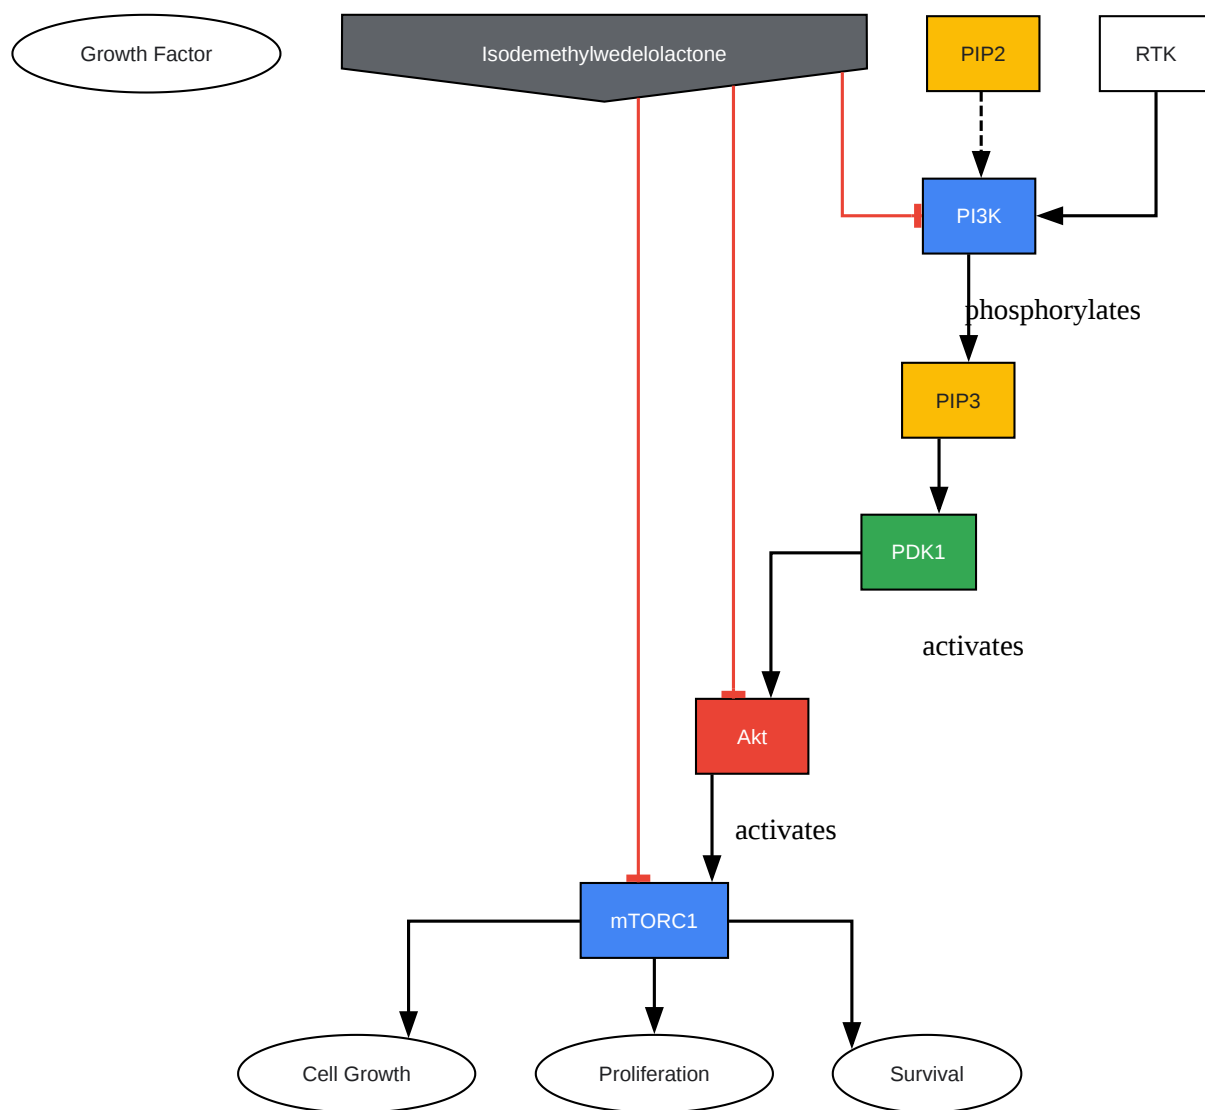 Growth Factor
Isodemethylwedelolactone
PIP2
RTK
PI3K
phosphorylates
PIP3
PDK1
activates
Akt
activates
mTORC1
Cell Growth
Proliferation
Survival